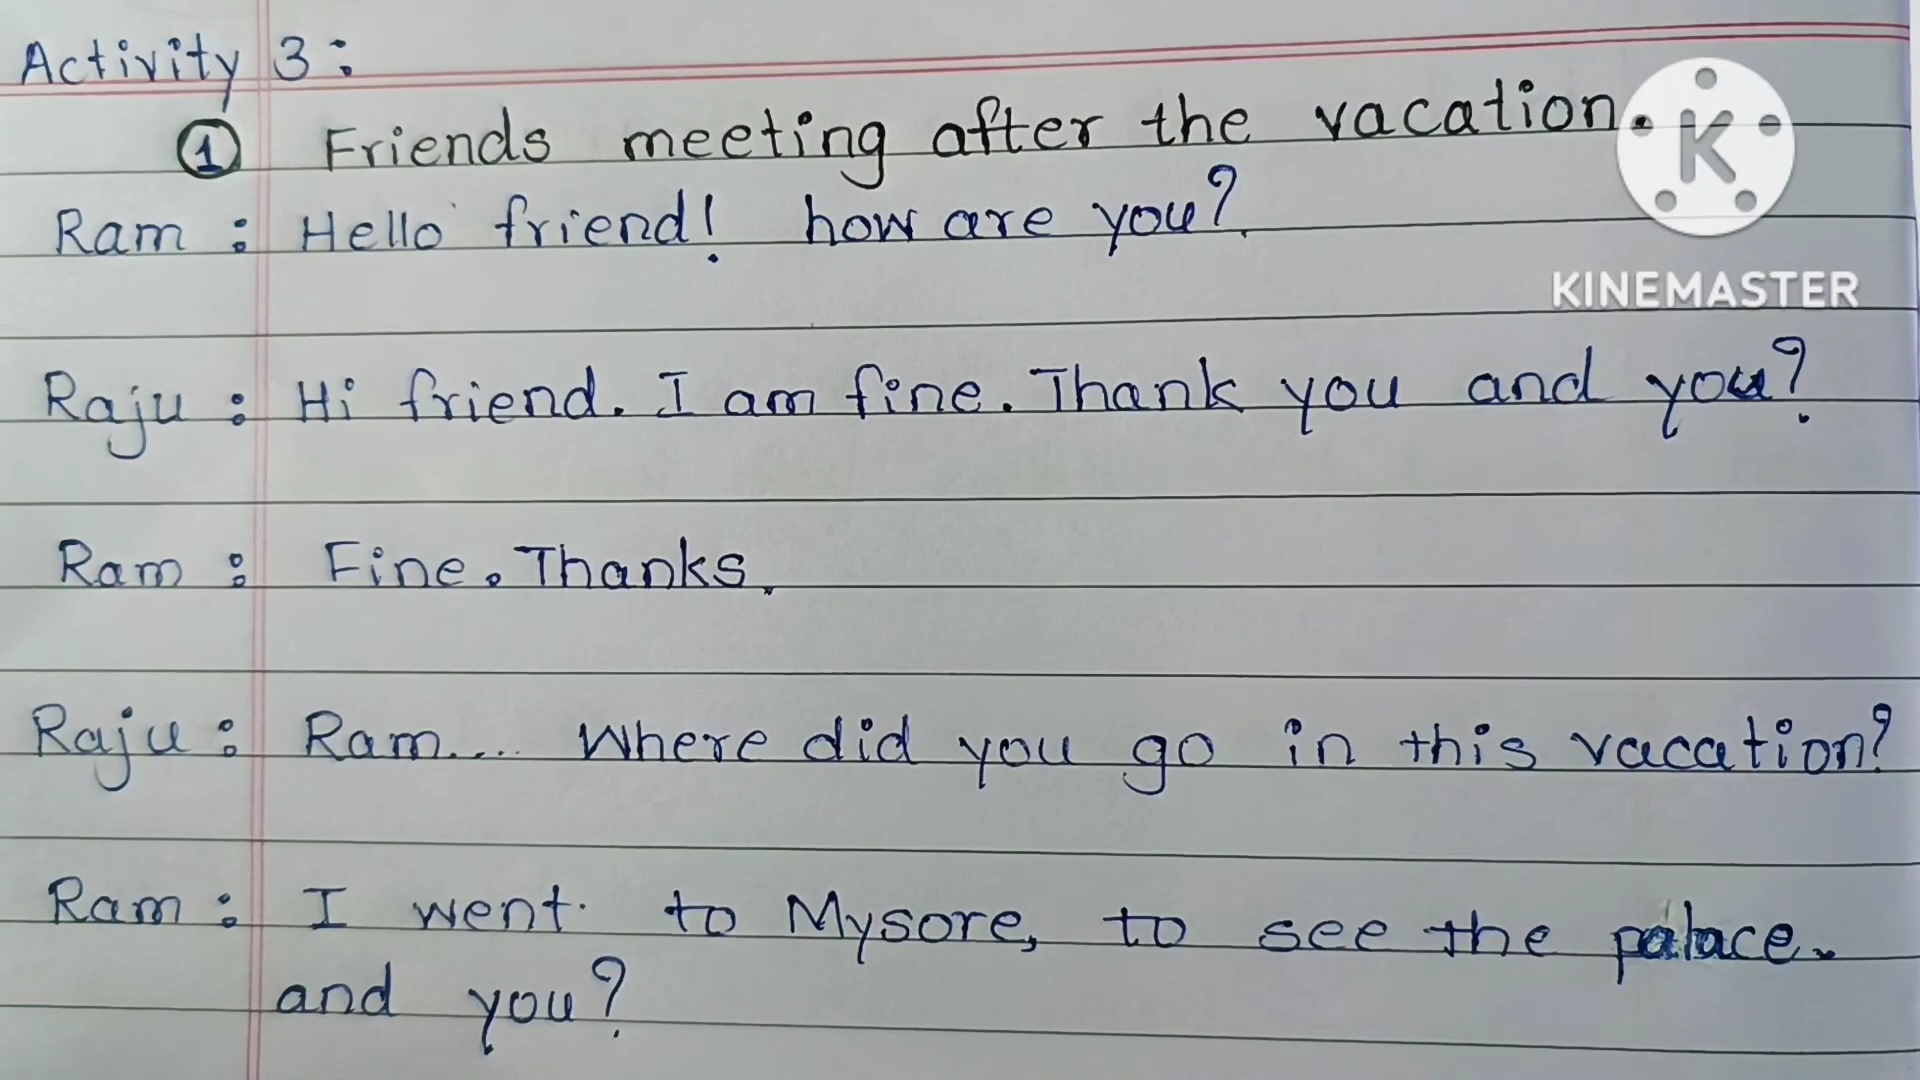 Activity 3:
① Friends meeting after the vacation.
K
Ram : Hello friend! how are you?
KINEMASTER
Raju : Hi friend. I am fine. Thank you and you?
Ram : Fine. Thanks.
Raju : Ram.... Where did you go in this vacation?
Ram : I went to Mysore, to see the palace.
and you?